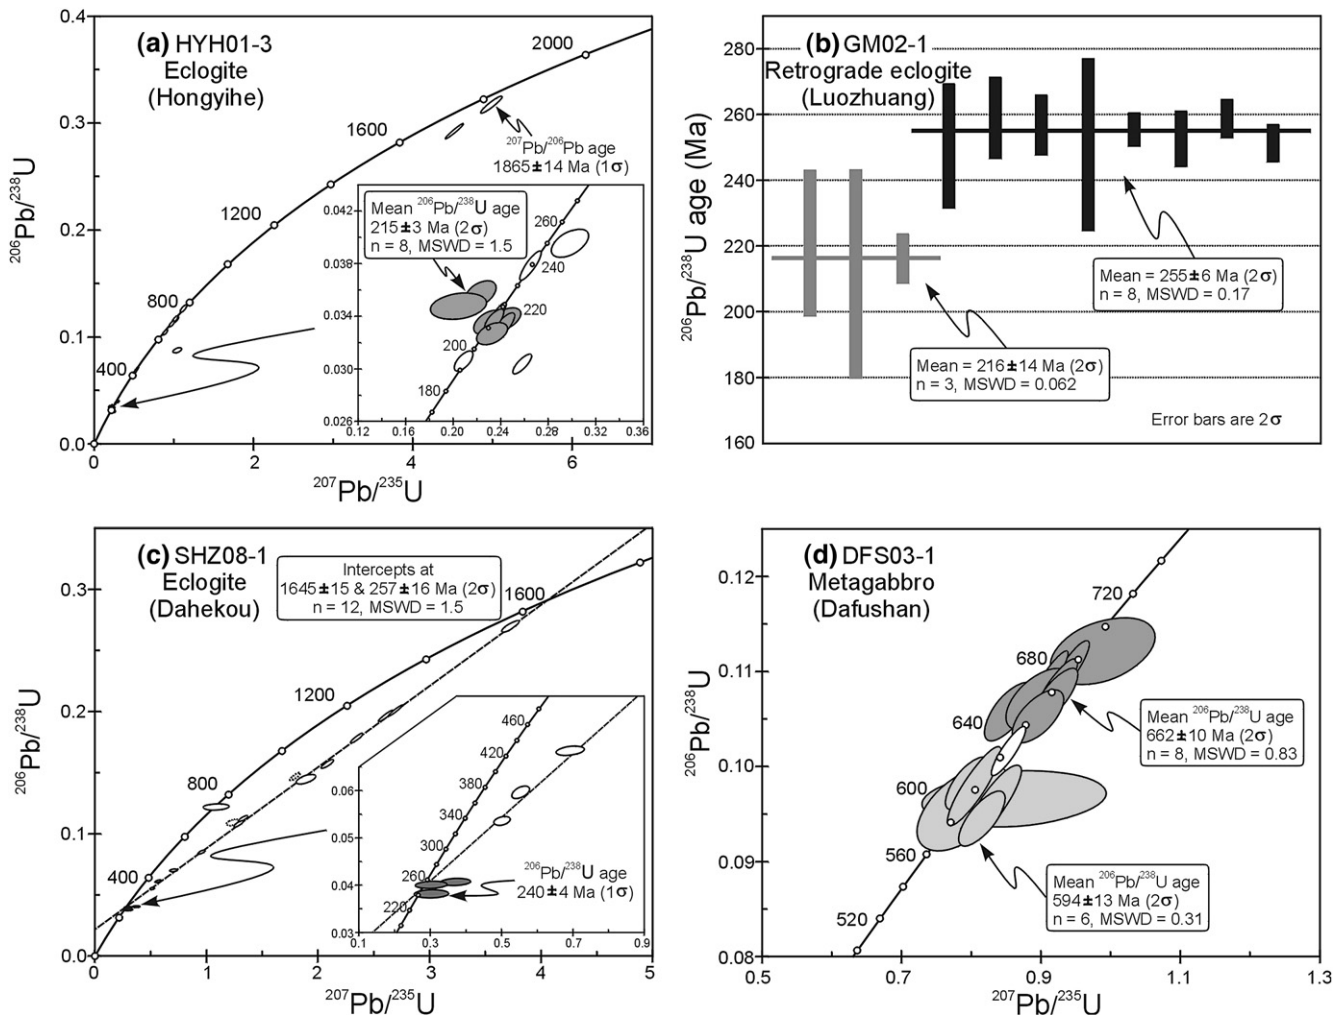 (a) HYH01-3
Eclogite
(Hongyihe)
0.4
0.3
0.2
0.1
0.0
²⁰⁶Pb/²³⁸U
0
2
4
6
²⁰⁷Pb/²³⁵U
400
800
1200
1600
2000
²⁰⁷Pb/²⁰⁶Pb age
1865±14 Ma (1σ)
Mean ²⁰⁶Pb/²³⁸U age
215±3 Ma (2σ)
n = 8, MSWD = 1.5
0.042
0.038
0.034
0.030
0.026
0.12
0.16
0.20
0.24
0.28
0.32
0.36
180
200
220
240
260
(b) GM02-1
Retrograde eclogite
(Luozhuang)
280
260
240
220
200
180
160
²⁰⁶Pb/²³⁸U age (Ma)
Mean = 255±6 Ma (2σ)
n = 8, MSWD = 0.17
Mean = 216±14 Ma (2σ)
n = 3, MSWD = 0.062
Error bars are 2σ
(c) SHZ08-1
Eclogite
(Dahekou)
Intercepts at
1645±15 & 257±16 Ma (2σ)
n = 12, MSWD = 1.5
0.3
0.2
0.1
0.0
²⁰⁶Pb/²³⁸U
0
1
2
3
4
5
²⁰⁷Pb/²³⁵U
400
800
1200
1600
0.06
0.05
0.04
0.03
0.1
0.3
0.5
0.7
0.9
220
260
300
340
380
420
460
²⁰⁶Pb/²³⁸U age
240±4 Ma (1σ)
(d) DFS03-1
Metagabbro
(Dafushan)
0.12
0.11
0.10
0.09
0.08
²⁰⁶Pb/²³⁸U
0.5
0.7
0.9
1.1
1.3
²⁰⁷Pb/²³⁵U
520
560
600
640
680
720
Mean ²⁰⁶Pb/²³⁸U age
662±10 Ma (2σ)
n = 8, MSWD = 0.83
Mean ²⁰⁶Pb/²³⁸U age
594±13 Ma (2σ)
n = 6, MSWD = 0.31